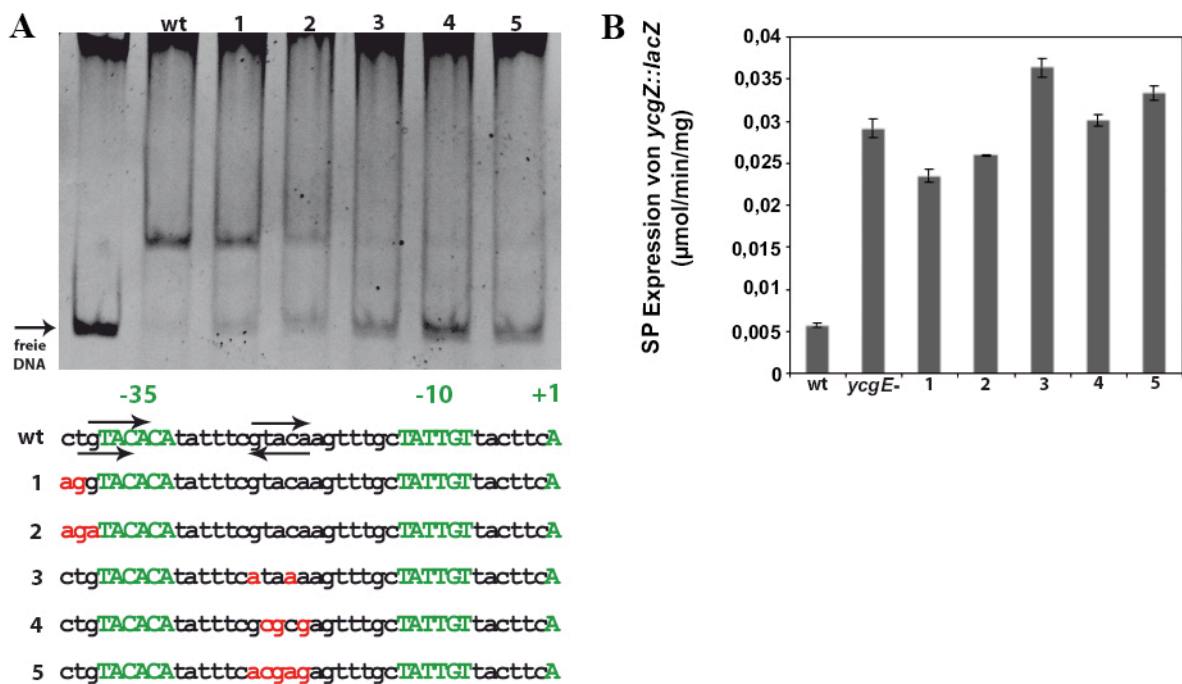 A
wt 1 2 3 4 5
freie
DNA
-35 -10 +1
wt ctgTACACAtatttcgtacaagtttgcTATTGTtacttcA
1 aggTACACAtatttcgtacaagtttgcTATTGTtacttcA
2 agaTACACAtatttcgtacaagtttgcTATTGTtacttcA
3 ctgTACACAtatttcataaaagtttgcTATTGTtacttcA
4 ctgTACACAtatttcgcgcgagtttgcTATTGTtacttcA
5 ctgTACACAtatttcacgagagtttgcTATTGTtacttcA
B
SP Expression von ycgZ::lacZ
(µmol/min/mg)
0,04
0,035
0,03
0,025
0,02
0,015
0,01
0,005
0
wt ycgE- 1 2 3 4 5